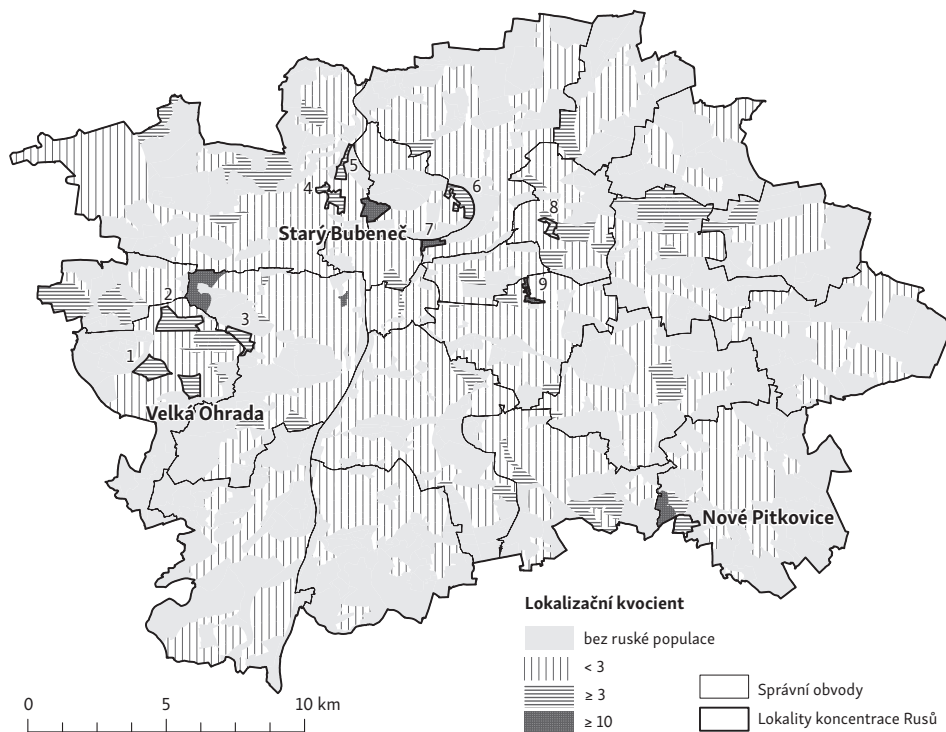 5
4
6
Starý Bubeneč
7
8
2
9
3
1
Velká Ohrada
Nové Pitkovice
Lokalizační kvocient
bez ruské populace
< 3
≥ 3
≥ 10
Správní obvody
Lokality koncentrace Rusů
0 5 10 km